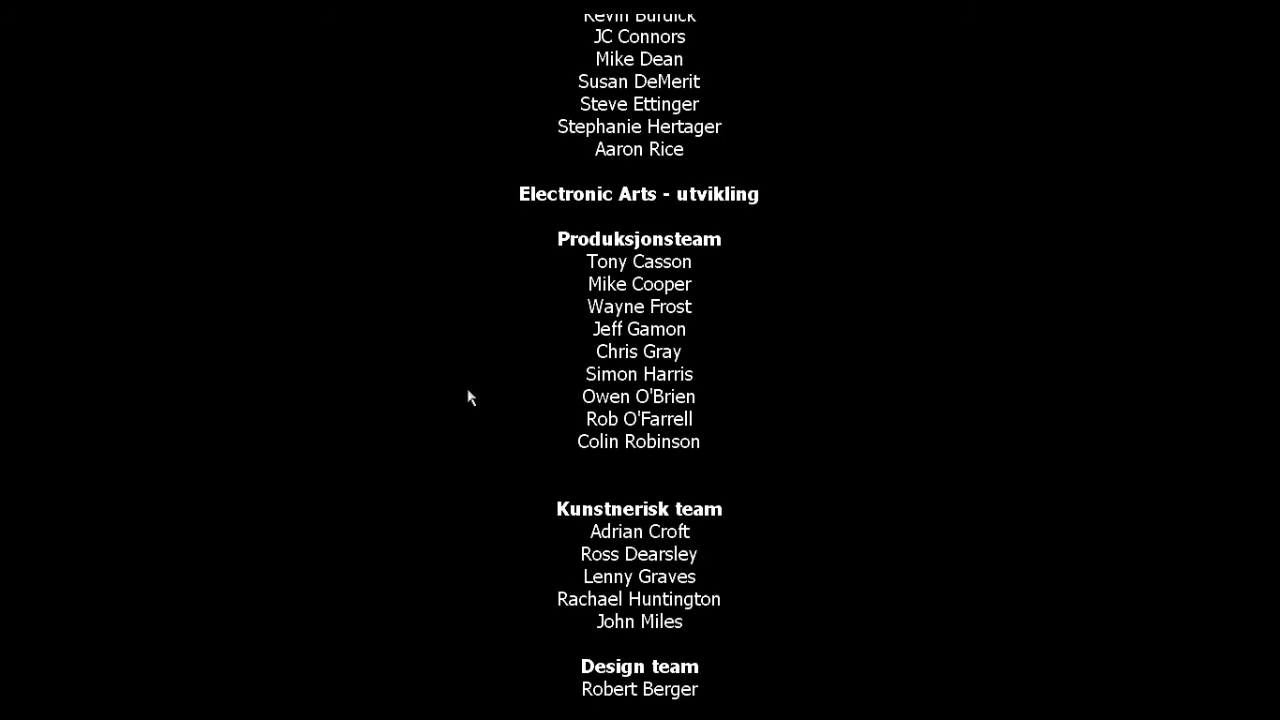 Kevin Burdick
JC Connors
Mike Dean
Susan DeMerit
Steve Ettinger
Stephanie Hertager
Aaron Rice
Electronic Arts - utvikling
Produksjonsteam
Tony Casson
Mike Cooper
Wayne Frost
Jeff Gamon
Chris Gray
Simon Harris
Owen O'Brien
Rob O'Farrell
Colin Robinson
Kunstnerisk team
Adrian Croft
Ross Dearsley
Lenny Graves
Rachael Huntington
John Miles
Design team
Robert Berger